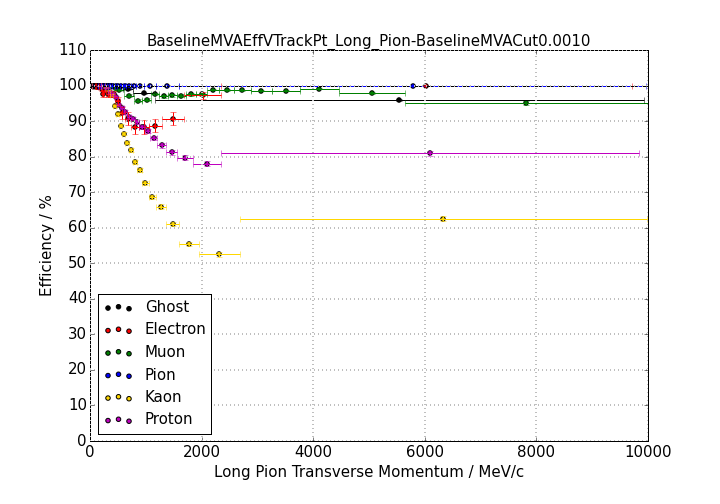 BaselineMVAEffVTrackPt_Long_Pion-BaselineMVACut0.0010
110
100
90
80
70
60
50
40
30
20
10
0
Efficiency / %
Ghost
Electron
Muon
Pion
Kaon
Proton
0 2000 4000 6000 8000 10000
Long Pion Transverse Momentum / MeV/c